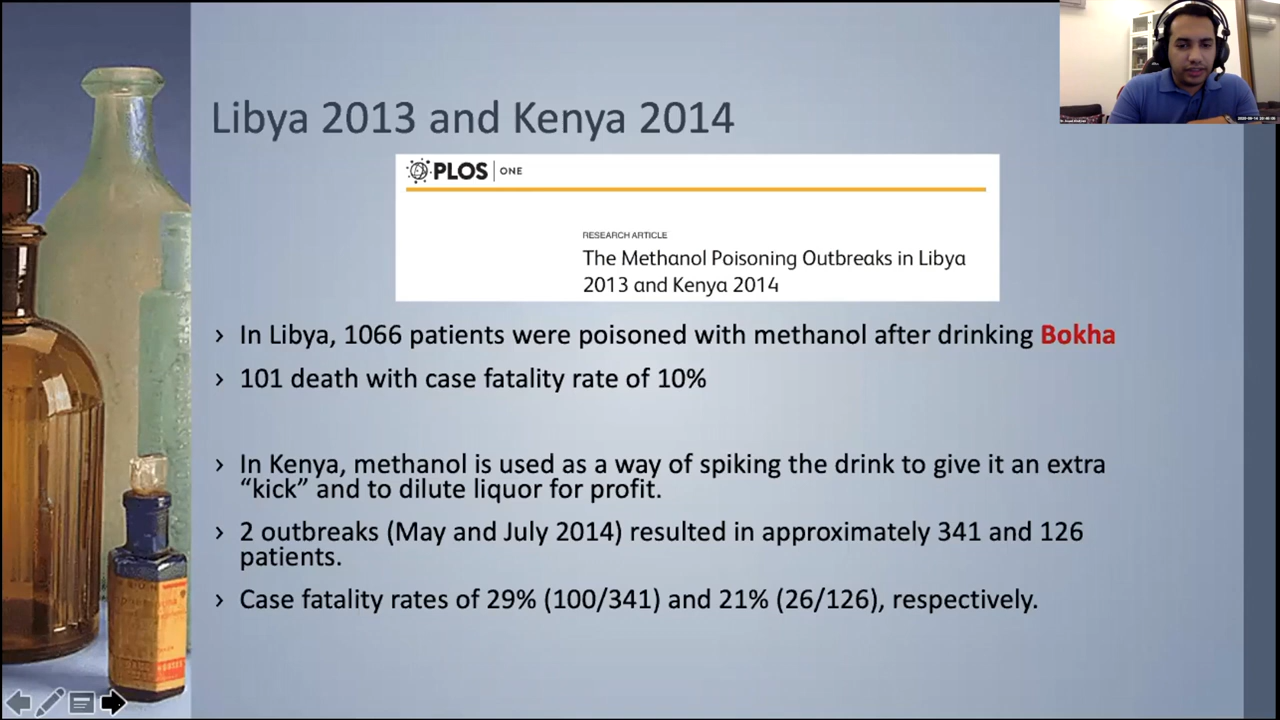 Libya 2013 and Kenya 2014
PLOS ONE
RESEARCH ARTICLE
The Methanol Poisoning Outbreaks in Libya
2013 and Kenya 2014
› In Libya, 1066 patients were poisoned with methanol after drinking Bokha
› 101 death with case fatality rate of 10%
› In Kenya, methanol is used as a way of spiking the drink to give it an extra
“kick” and to dilute liquor for profit.
› 2 outbreaks (May and July 2014) resulted in approximately 341 and 126
patients.
› Case fatality rates of 29% (100/341) and 21% (26/126), respectively.